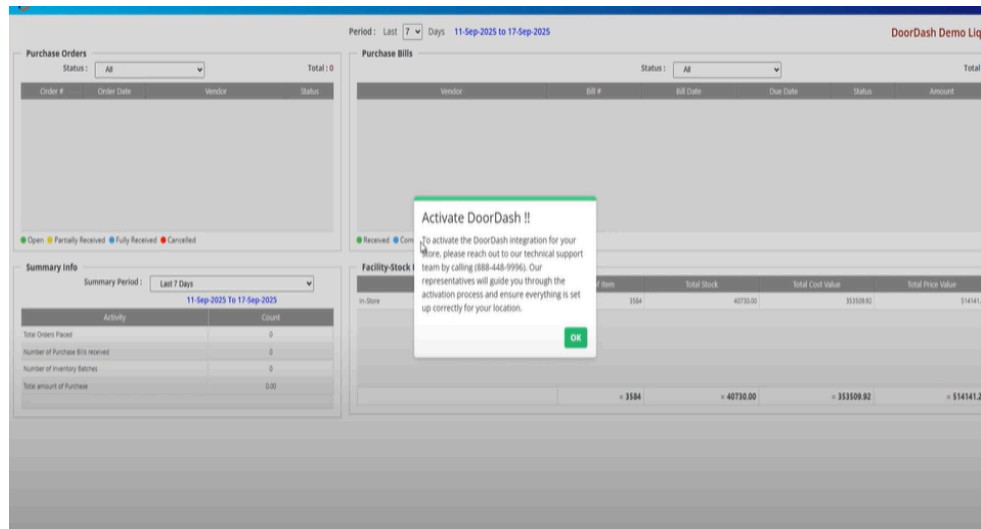 Period : Last 7 Days 11-Sep-2025 to 17-Sep-2025
DoorDash Demo Liq
Purchase Orders
Status : All Total : 0
Order # Order Date Vendor Status
Open Partially Received Fully Received Cancelled
Purchase Bills
Status : All Total
Vendor Bill # Bill Date Due Date Status Amount
Received Com
Activate DoorDash !!
To activate the DoorDash integration for your
store, please reach out to our technical support
team by calling (888-448-9996). Our
representatives will guide you through the
activation process and ensure everything is set
up correctly for your location.
OK
Summary Info
Summary Period : Last 7 Days
11-Sep-2025 To 17-Sep-2025
Activity Count
Total Orders Placed 0
Number of Purchase Bills received 0
Number of Inventory Batches 0
Total amount of Purchase 0.00
Facility-Stock
f Item Total Stock Total Cost Value Total Price Value
In-Store 3584 40730.00 353509.92 514141.
= 3584 = 40730.00 = 353509.92 = 514141.2